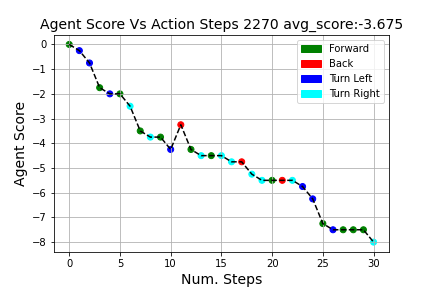 Agent Score Vs Action Steps 2270 avg_score:-3.675
Forward
Back
Turn Left
Turn Right
Agent Score
0
−1
−2
−3
−4
−5
−6
−7
−8
0 5 10 15 20 25 30
Num. Steps